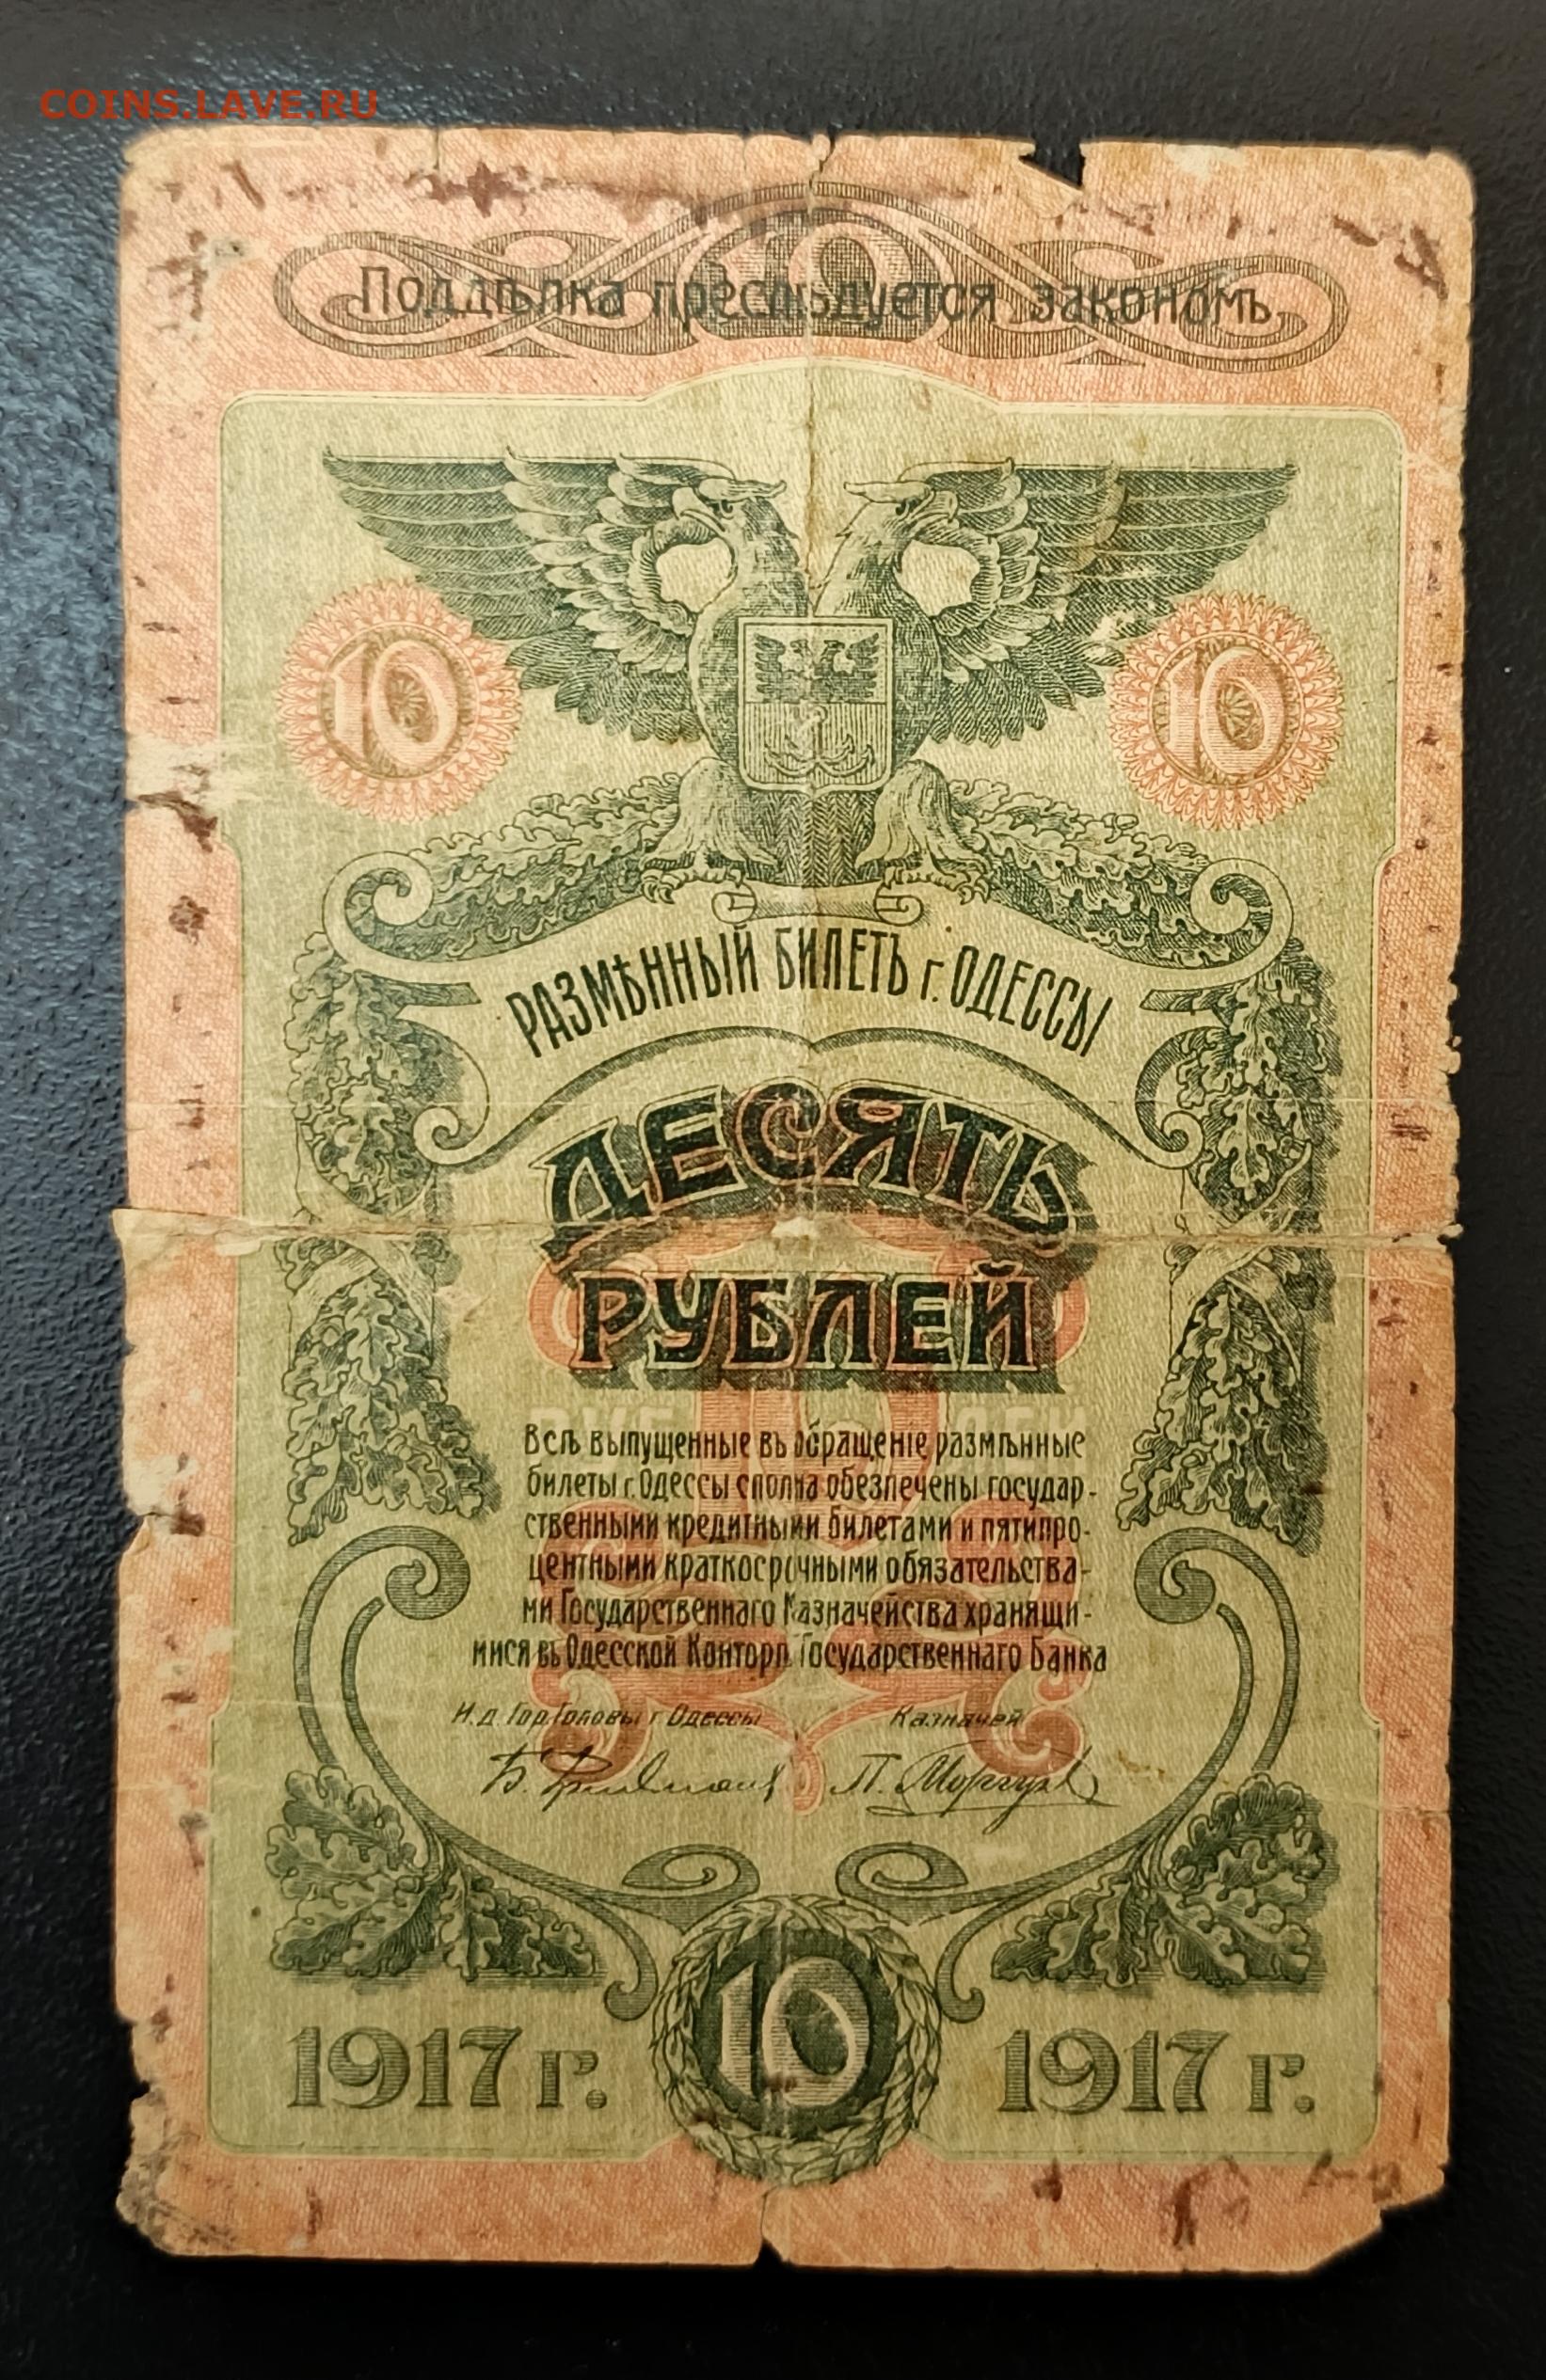 COINS.LAVE.RU
Поддѣлка преслѣдуется закономъ
10
10 10
РАЗМѢННЫЙ БИЛЕТЪ г. ОДЕССЫ
ДЕСЯТЬ
РУБЛЕЙ
Всѣ выпущенные въ обращеніе размѣнные
билеты г. Одессы сполна обезпечены государ-
ственными кредитными билетами и пятипро-
центными краткосрочными обязательства-
ми Государственнаго Казначейства хранящи-
мися въ Одесской Конторѣ Государственнаго Банка
И. д. Гор. Головы г. Одессы Казначей
Б. Фридман П.
10
1917 г. 1917 г.